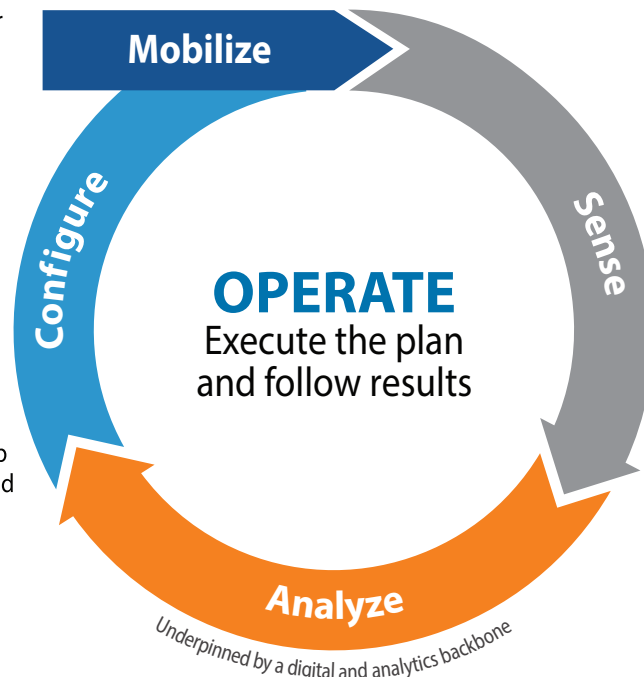 Mobilize
Sense
Configure
OPERATE
Execute the plan
and follow results
Analyze
Underpinned by a digital and analytics backbone